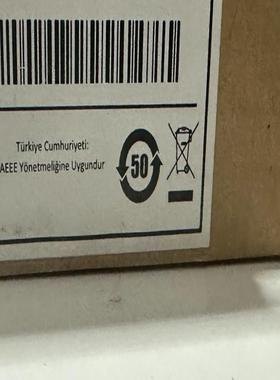 Türkiye Cumhuriyeti:
AEEE Yönetmeliğine Uygundur
50